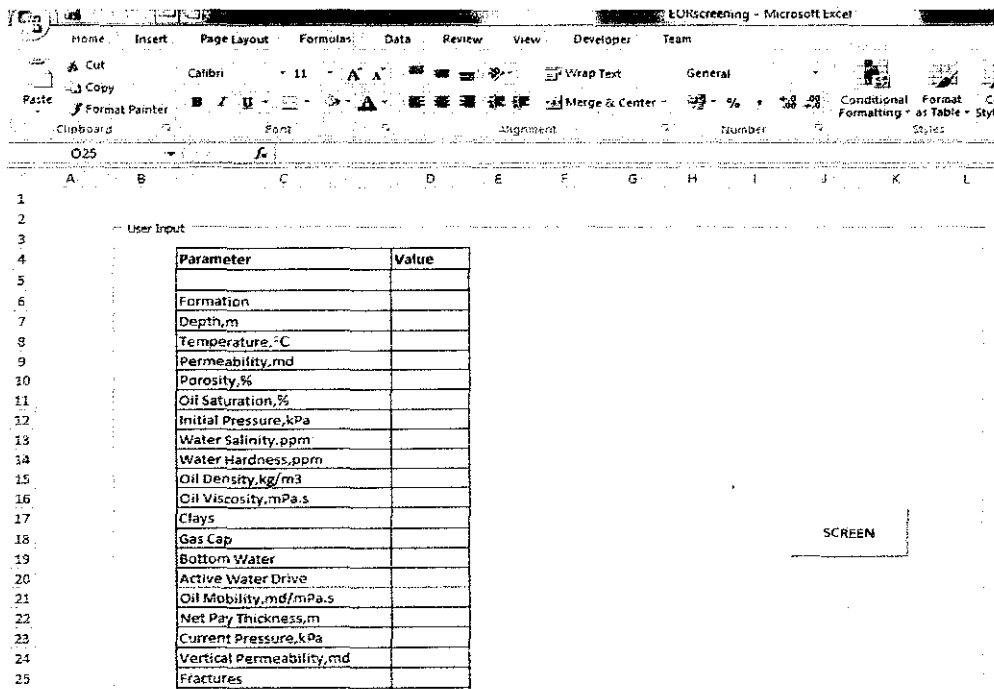 EORscreening - Microsoft Excel
Home Insert Page Layout Formulas Data Review View Developer Team
Cut
Copy
Paste
Format Painter
Calibri 11
B I U
Wrap Text
Merge & Center
General
% ,
Conditional Formatting
Format as Table
Clipboard Font Alignment Number Styles
O25 fx
A B C D E F G H I J K L
1
2
User Input
3
4 Parameter Value
5
6 Formation
7 Depth,m
8 Temperature,°C
9 Permeability,md
10 Porosity,%
11 Oil Saturation,%
12 Initial Pressure,kPa
13 Water Salinity,ppm
14 Water Hardness,ppm
15 Oil Density,kg/m3
16 Oil Viscosity,mPa.s
17 Clays
18 Gas Cap
SCREEN
19 Bottom Water
20 Active Water Drive
21 Oil Mobility,md/mPa.s
22 Net Pay Thickness,m
23 Current Pressure,kPa
24 Vertical Permeability,md
25 Fractures